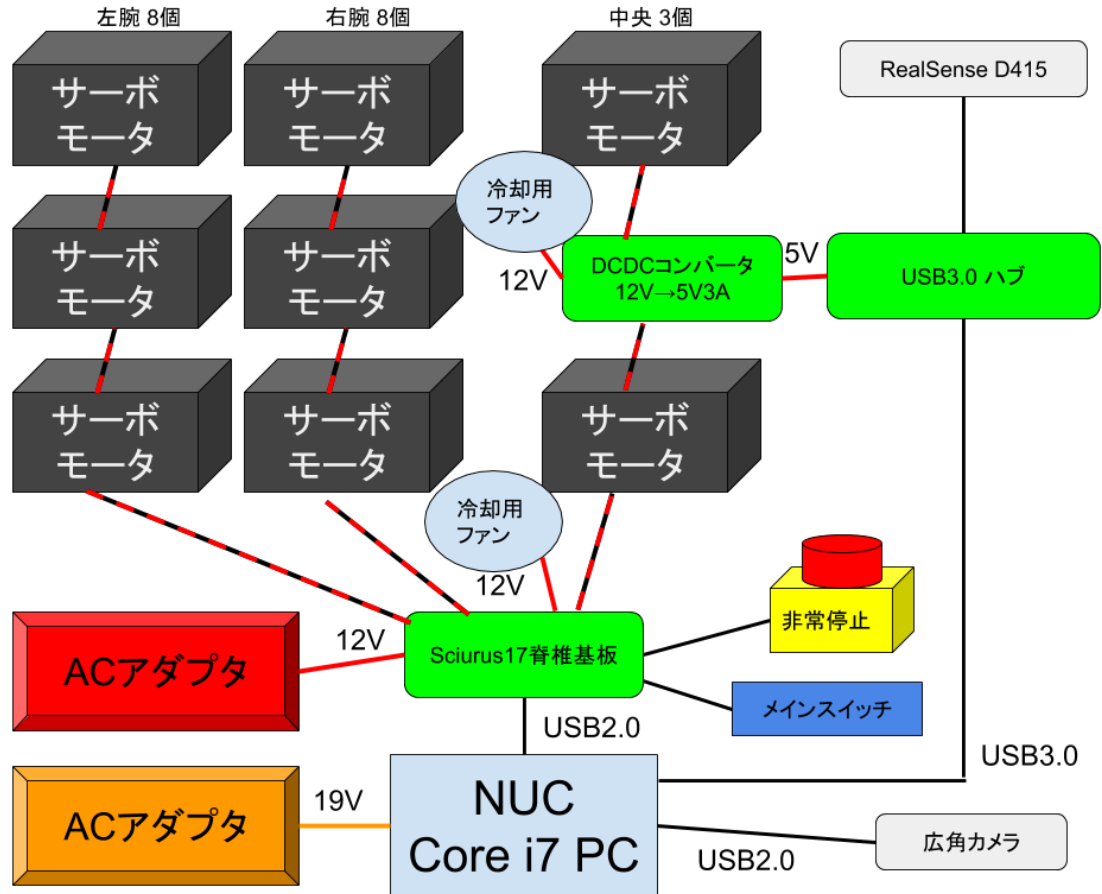 左腕 8個
右腕 8個
中央 3個
サーボ
モータ
サーボ
モータ
サーボ
モータ
RealSense D415
冷却用
ファン
サーボ
モータ
サーボ
モータ
12V
DCDCコンバータ
12V→5V3A
5V
USB3.0 ハブ
サーボ
モータ
サーボ
モータ
サーボ
モータ
冷却用
ファン
12V
非常停止
ACアダプタ
12V
Sciurus17脊椎基板
メインスイッチ
USB2.0
USB3.0
ACアダプタ
19V
NUC
Core i7 PC
USB2.0
広角カメラ